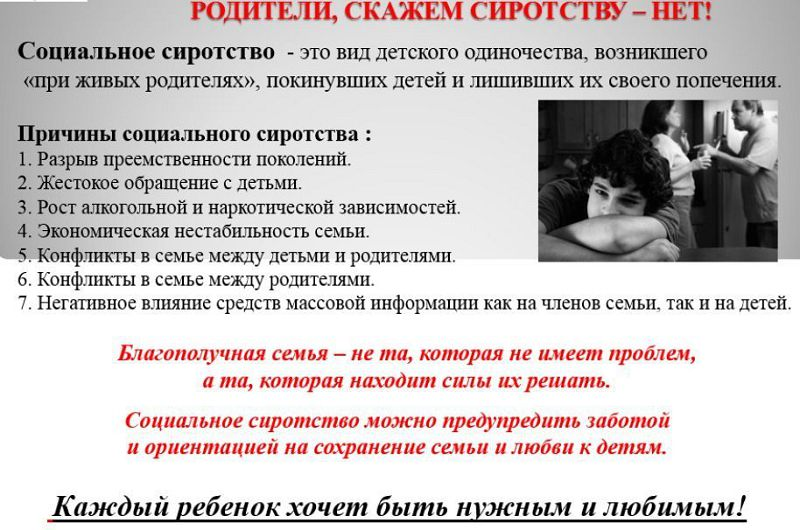 РОДИТЕЛИ, СКАЖЕМ СИРОТСТВУ – НЕТ!
Социальное сиротство - это вид детского одиночества, возникшего
«при живых родителях», покинувших детей и лишивших их своего попечения.
Причины социального сиротства :
1. Разрыв преемственности поколений.
2. Жестокое обращение с детьми.
3. Рост алкогольной и наркотической зависимостей.
4. Экономическая нестабильность семьи.
5. Конфликты в семье между детьми и родителями.
6. Конфликты в семье между родителями.
7. Негативное влияние средств массовой информации как на членов семьи, так и на детей.
Благополучная семья – не та, которая не имеет проблем,
а та, которая находит силы их решать.
Социальное сиротство можно предупредить заботой
и ориентацией на сохранение семьи и любви к детям.
Каждый ребенок хочет быть нужным и любимым!